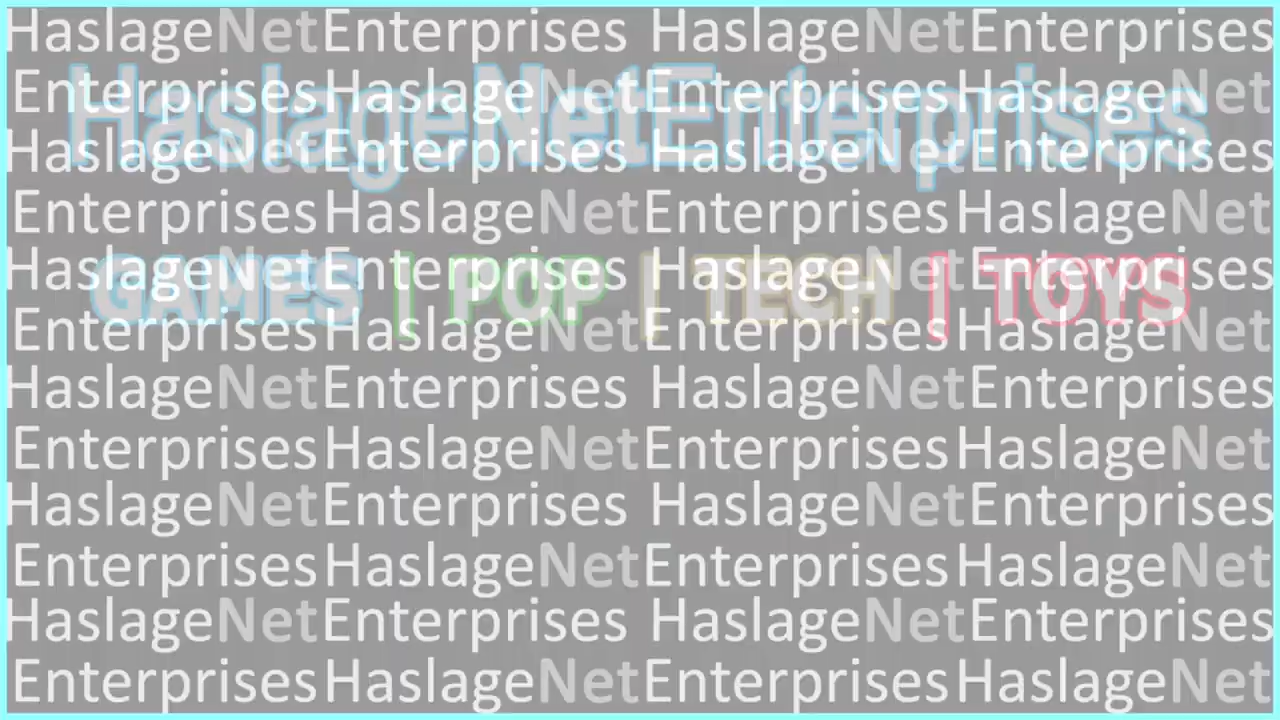 HaslageNetEnterprises HaslageNetEnterprises
HaslageNetEnterprises
EnterprisesHaslageNetEnterprisesHaslageNet
HaslageNetEnterprises HaslageNetEnterprises
EnterprisesHaslageNetEnterprisesHaslageNet
HaslageNetEnterprises HaslageNetEnterprises
GAMES | POP | TECH | TOYS
EnterprisesHaslageNetEnterprisesHaslageNet
HaslageNetEnterprises HaslageNetEnterprises
EnterprisesHaslageNetEnterprisesHaslageNet
HaslageNetEnterprises HaslageNetEnterprises
EnterprisesHaslageNetEnterprisesHaslageNet
HaslageNetEnterprises HaslageNetEnterprises
EnterprisesHaslageNetEnterprisesHaslageNet